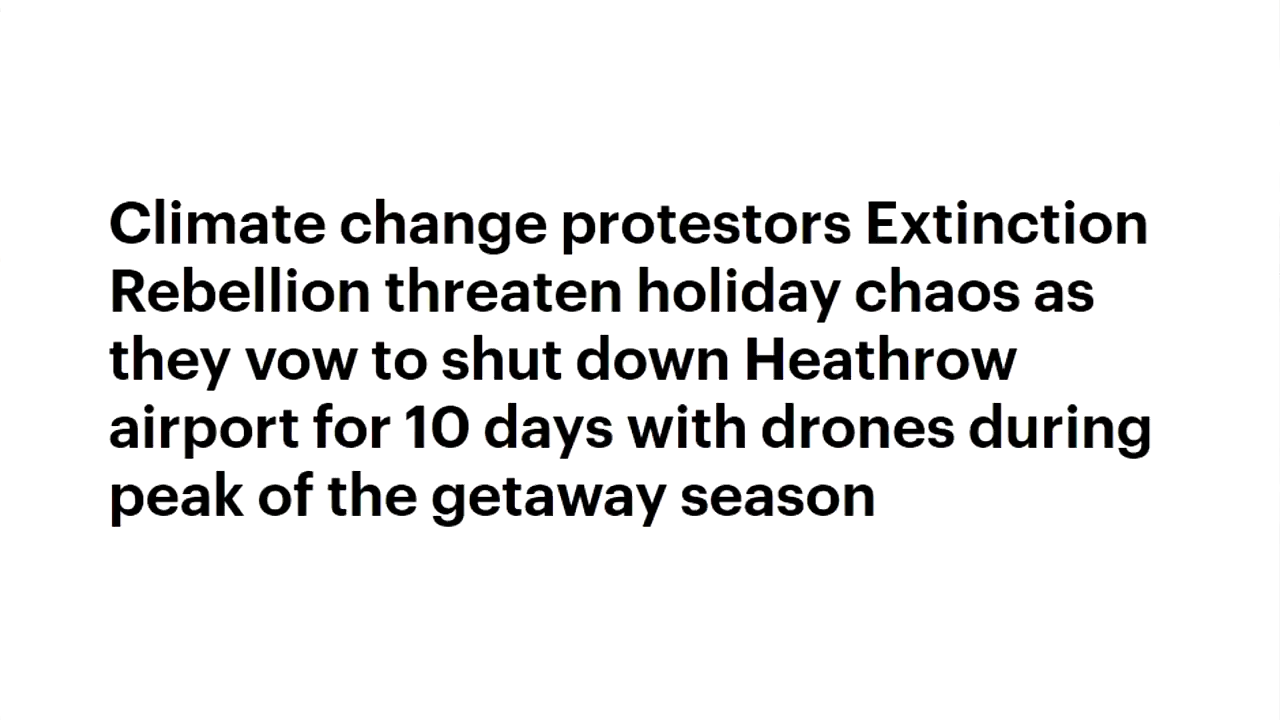 Climate change protestors Extinction
Rebellion threaten holiday chaos as
they vow to shut down Heathrow
airport for 10 days with drones during
peak of the getaway season